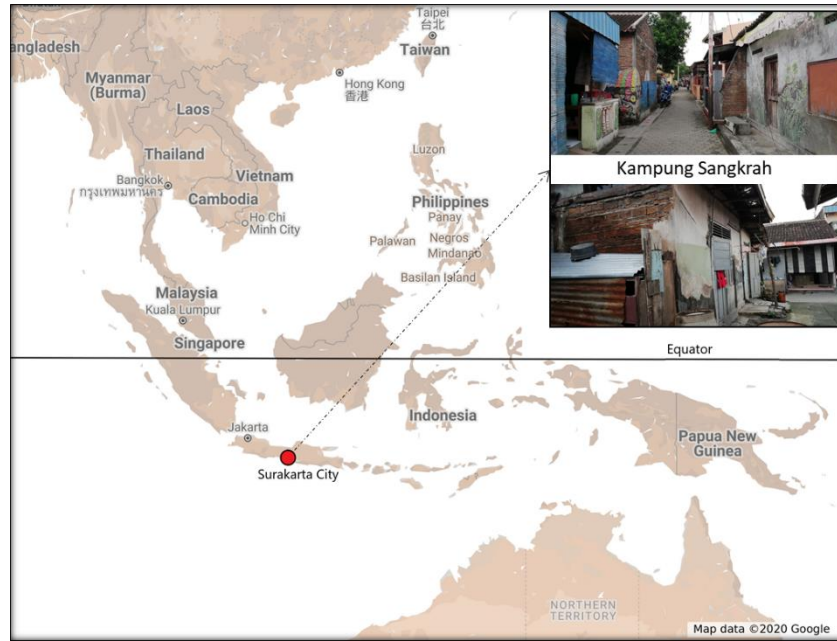 Taipei
台北
Taiwan
angladesh
Hong Kong
香港
Myanmar
(Burma)
Laos
Thailand
Luzon
Bangkok
กรุงเทพมหานคร
Vietnam
Cambodia
Ho Chi
Minh City
Philippines
Panay
Negros
Palawan
Mindanao
Basilan Island
Kampung Sangkrah
Malaysia
Kuala Lumpur
Singapore
Equator
Indonesia
Jakarta
Papua New
Guinea
Surakarta City
NORTHERN
TERRITORY
Map data ©2020 Google